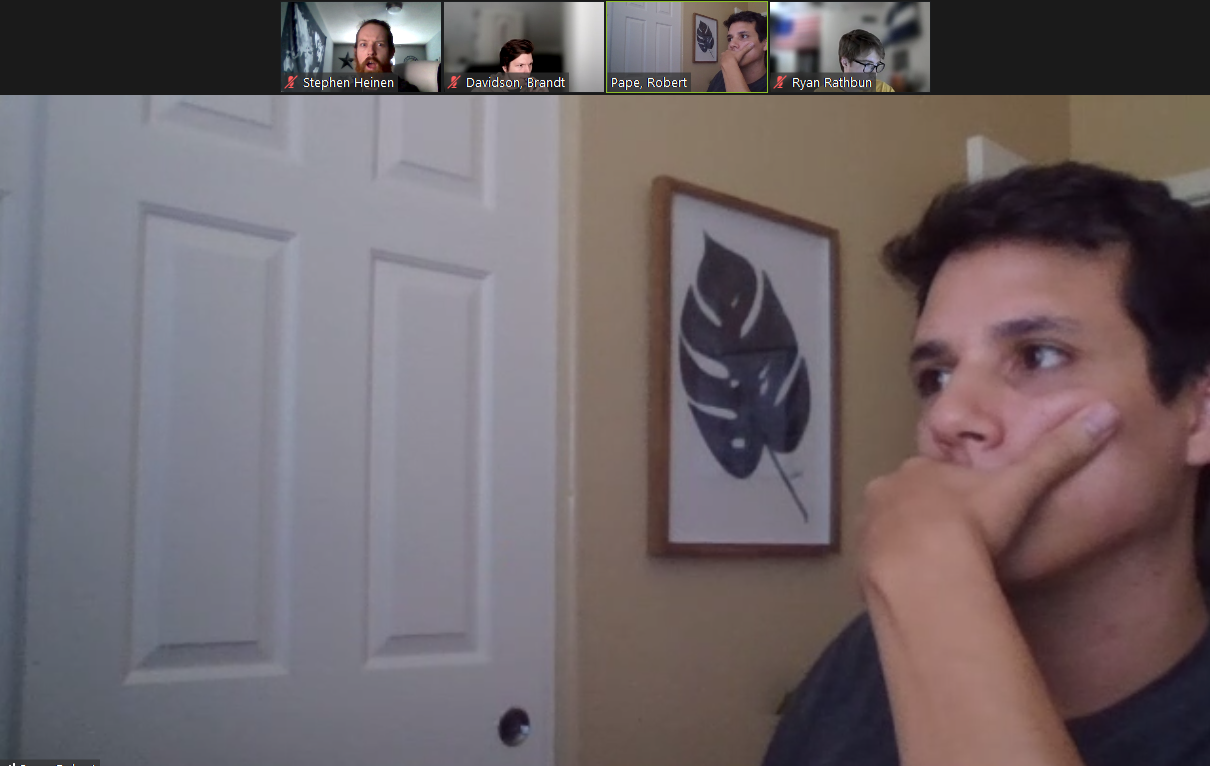 Stephen Heinen
Davidson, Brandt
Pape, Robert
Ryan Rathbun